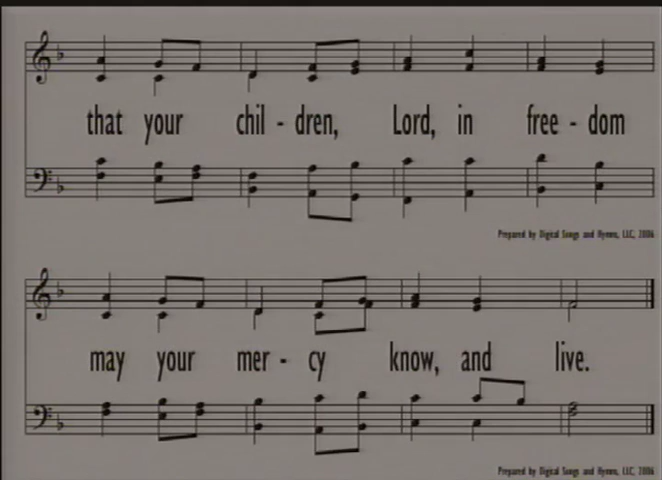 that your chil - dren, Lord, in free - dom
Prepared by Digital Songs and Hymns, LLC, 2006
may your mer - cy know, and live.
Prepared by Digital Songs and Hymns, LLC, 2006